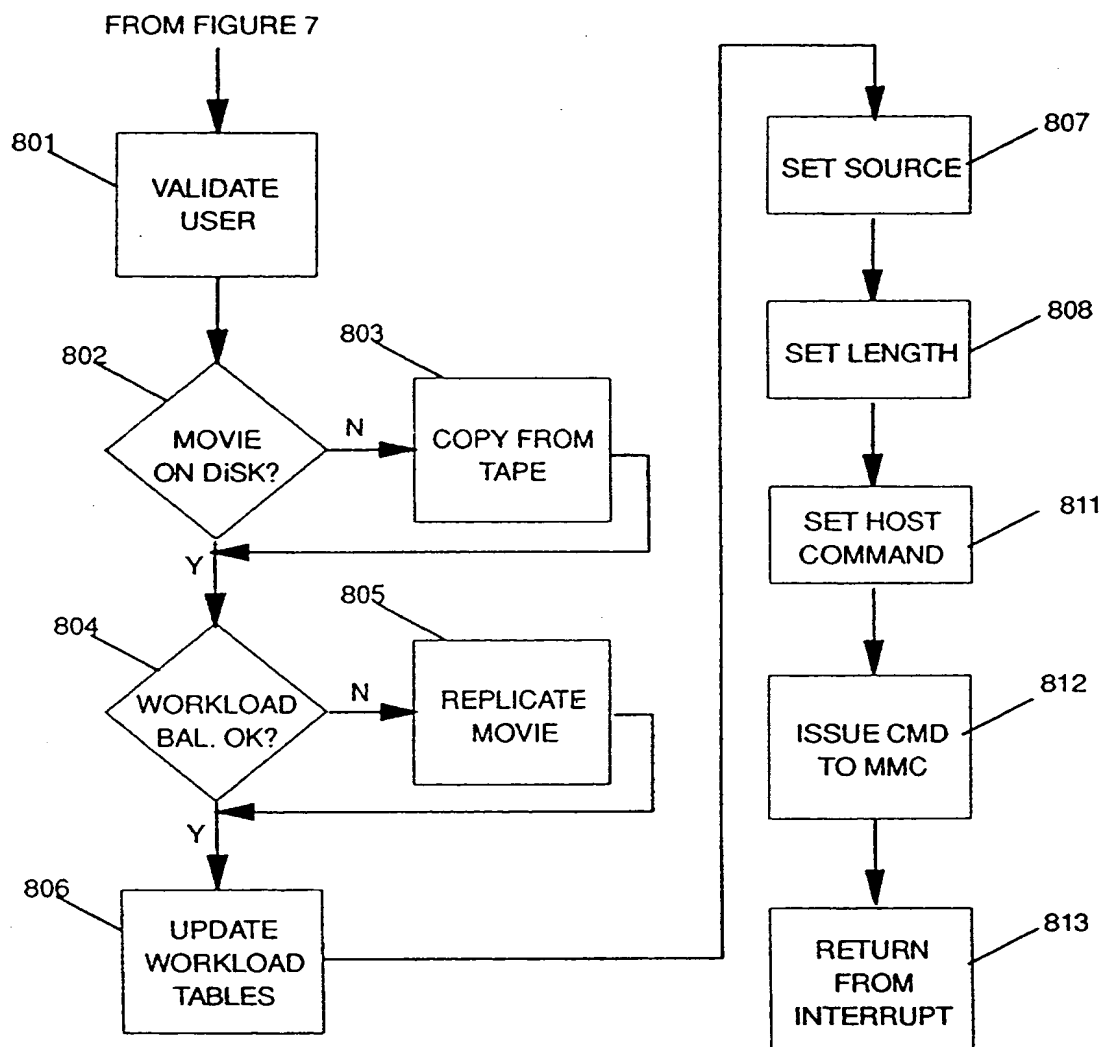 FROM FIGURE 7
801
VALIDATE
USER
802
MOVIE
ON DiSK?
N
Y
803
COPY FROM
TAPE
804
WORKLOAD
BAL. OK?
N
Y
805
REPLICATE
MOVIE
806
UPDATE
WORKLOAD
TABLES
807
SET SOURCE
808
SET LENGTH
811
SET HOST
COMMAND
812
ISSUE CMD
TO MMC
813
RETURN
FROM
INTERRUPT